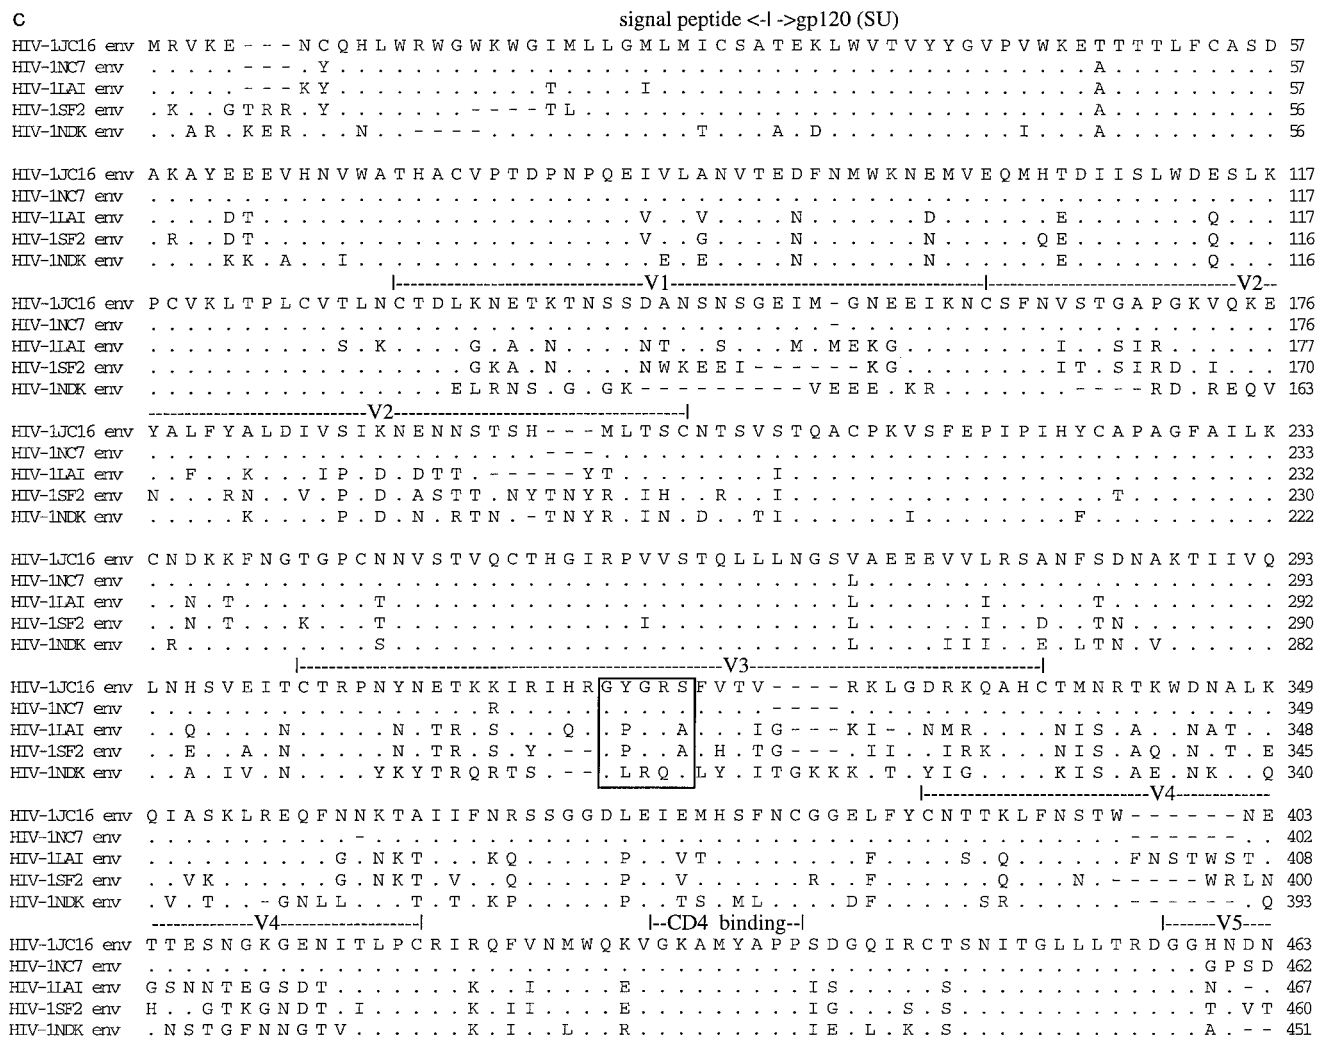 C
signal peptide <-l ->gp120 (SU)
HIV-1JC16 env M R V K E - - - N C Q H L W R W G W K W G I M L L G M L M I C S A T E K L W V T V Y Y G V P V W K E T T T T L F C A S D 57
HIV-1NC7 env . . . . . - - - . Y . . . . . . . . . . . . . . . . . . . . . . . . . . . . . . . . . . . . . . . . A . . . . . . . . . 57
HIV-1LAI env . . . . . - - - K Y . . . . . . . . . . . T . . . . I . . . . . . . . . . . . . . . . . . . . . . . A . . . . . . . . . 57
HIV-1SF2 env . K . . G T R R . Y . . . . . . . - - - - T L . . . . . . . . . . . . . . . . . . . . . . . . . . . A . . . . . . . . . 56
HIV-1NDK env . . A R . K E R . . . N . . - - - - . . . . . . . . . . . T . . . A . D . . . . . . . . . . I . . . A . . . . . . . . . 56
HIV-1JC16 env A K A Y E E E V H N V W A T H A C V P T D P N P Q E I V L A N V T E D F N M W K N E M V E Q M H T D I I S L W D E S L K 117
HIV-1NC7 env . . . . . . . . . . . . . . . . . . . . . . . . . . . . . . . . . . . . . . . . . . . . . . . . . . . . . . . . . . . . 117
HIV-1LAI env . . . . D T . . . . . . . . . . . . . . . . . . . . V . . V . . . . N . . . . . . D . . . . . . E . . . . . . . Q . . . 117
HIV-1SF2 env . R . . D T . . . . . . . . . . . . . . . . . . . . V . . G . . . . N . . . . . . N . . . . . Q E . . . . . . . Q . . . 116
HIV-1NDK env . . . . K K . A . . I . . . . . . . . . . . . . . . . E . E . . . . N . . . . . . N . . . . . . E . . . . . . . Q . . . 116
|-------------------------V1-------------------------------|-------------------------V2--
HIV-1JC16 env P C V K L T P L C V T L N C T D L K N E T K T N S S D A N S N S G E I M - G N E E I K N C S F N V S T G A P G K V Q K E 176
HIV-1NC7 env . . . . . . . . . . . . . . . . . . . . . . . . . . . . . . . . . . . . - . . . . . . . . . . . . . . . . . . . . . . . 176
HIV-1LAI env . . . . . . . . . . S . K . . . . G . A . N . . . . N T . . S . . . M . M E K G . . . . . . . . I . . S I R . . . . . . 177
HIV-1SF2 env . . . . . . . . . . . . . . . . . G K A . N . . . . N W K E E I - - - - - - K G . . . . . . . . I T . S I R D . I . . . 170
HIV-1NDK env . . . . . . . . . . . . . . . . E L R N S . G . G K - - - - - - - - - V E E E . K R . . . . . . . - - - - R D . R E Q V 163
-----------------------V2------------------------------|
HIV-1JC16 env Y A L F Y A L D I V S I K N E N N S T S H - - - M L T S C N T S V S T Q A C P K V S F E P I P I H Y C A P A G F A I L K 233
HIV-1NC7 env . . . . . . . . . . . . . . . . . . . . . - - - . . . . . . . . . . . . . . . . . . . . . . . . . . . . . . . . . . . . 233
HIV-1LAI env . . F . . K . . . I P . D . D T T . - - - - - Y T . . . . . . . . I . . . . . . . . . . . . . . . . . . . . . . . . . . 232
HIV-1SF2 env N . . . R N . . V . P . D . A S T T . N Y T N Y R . I H . . R . . I . . . . . . . . . . . . . . . . . T . . . . . . . . 230
HIV-1NDK env . . . . . K . . . . P . D . N . R T N . - T N Y R . I N . D . . T I . . . . . . I . . . . . . . . F . . . . . . . . . . 222
HIV-1JC16 env C N D K K F N G T G P C N N V S T V Q C T H G I R P V V S T Q L L L N G S V A E E E V V L R S A N F S D N A K T I I V Q 293
HIV-1NC7 env . . . . . . . . . . . . . . . . . . . . . . . . . . . . . . . . . . . . . L . . . . . . . . . . . . . . . . . . . . . . 293
HIV-1LAI env . . N . T . . . . . . . T . . . . . . . . . . . . . . . . . . . . . . . . L . . . . . . I . . . . . T . . . . . . . . . 292
HIV-1SF2 env . . N . T . . . K . . . T . . . . . . . . . . . . . I . . . . . . . . . . L . . . . . . I . . D . . T N . . . . . . . . 290
HIV-1NDK env . R . . . . . . . . . . S . . . . . . . . . . . . . . . . . . . . . . . . L . . . . I I I . . E . L T N . V . . . . . . 282
|------------------------------------------V3------------------------------|
HIV-1JC16 env L N H S V E I T C T R P N Y N E T K K I R I H R G Y G R S F V T V - - - - R K L G D R K Q A H C T M N R T K W D N A L K 349
HIV-1NC7 env . . . . . . . . . . . . . . . . . . R . . . . . . . . . . . . . . - - - - . . . . . . . . . . . . . . . . . . . . . . . 349
HIV-1LAI env . . Q . . . . N . . . . . N . T R . S . . . Q . . P . . A . . . I G - - - K I - . N M R . . . . N I S . A . . N A T . . 348
HIV-1SF2 env . . E . . A . N . . . . . N . T R . S . Y . - - . P . . A . H . T G - - - . I I . . I R K . . . . N I S . A Q . N . T . E 345
HIV-1NDK env . . A . I V . N . . . . Y K Y T R Q R T S . - - . L R Q . L Y . I T G K K K . T . Y I G . . . . K I S . A E . N K . . Q 340
|-----------------------V4----------
HIV-1JC16 env Q I A S K L R E Q F N N K T A I I F N R S S G G D L E I E M H S F N C G G E L F Y C N T T K L F N S T W - - - - - - N E 403
HIV-1NC7 env . . . . . . . . . . . - . . . . . . . . . . . . . . . . . . . . . . . . . . . . . . . . . . . . . . . . - - - - - - . . 402
HIV-1LAI env . . . . . . . . . . G . N K T . . . K Q . . . . . P . . V T . . . . . . . . F . . . . S . Q . . . . . . F N S T W S T . 408
HIV-1SF2 env . . V K . . . . . . G . N K T . V . . Q . . . . . P . . V . . . . . . R . . F . . . . . . Q . . . N . - - - - - W R L N 400
HIV-1NDK env . V . T . . - G N L L . . . T . T . K P . . . . . P . . T S . M L . . . . D F . . . . . S R . . . . . . - - - - - - - Q 393
-----------V4----------------| |--CD4 binding--| |-----V5---
HIV-1JC16 env T T E S N G K G E N I T L P C R I R Q F V N M W Q K V G K A M Y A P P S D G Q I R C T S N I T G L L L T R D G G H N D N 463
HIV-1NC7 env . . . . . . . . . . . . . . . . . . . . . . . . . . . . . . . . . . . . . . . . . . . . . . . . . . . . . . . . G P S D 462
HIV-1LAI env G S N N T E G S D T . . . . . . . K . . I . . . . E . . . . . . . . . I S . . . . . S . . . . . . . . . . . . . N . - . 467
HIV-1SF2 env H . . G T K G N D T . I . . . . . K . I I . . . . E . . . . . . . . . I G . . . S . S . . . . . . . . . . . . . T . V T 460
HIV-1NDK env . N S T G F N N G T V . . . . . . K . I I . L . . R . . . . . . . . . I E . L . K . S . . . . . . . . . . . . . A . - - 451